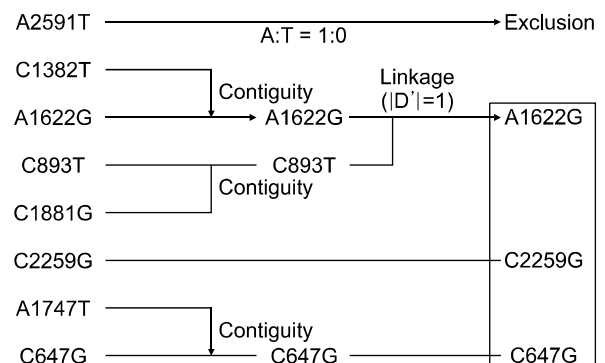 A2591T Exclusion
A:T = 1:0
C1382T
Contiguity
Linkage
(|D'|=1)
A1622G A1622G A1622G
C893T C893T
Contiguity
C1881G
C2259G C2259G
A1747T
Contiguity
C647G C647G C647G